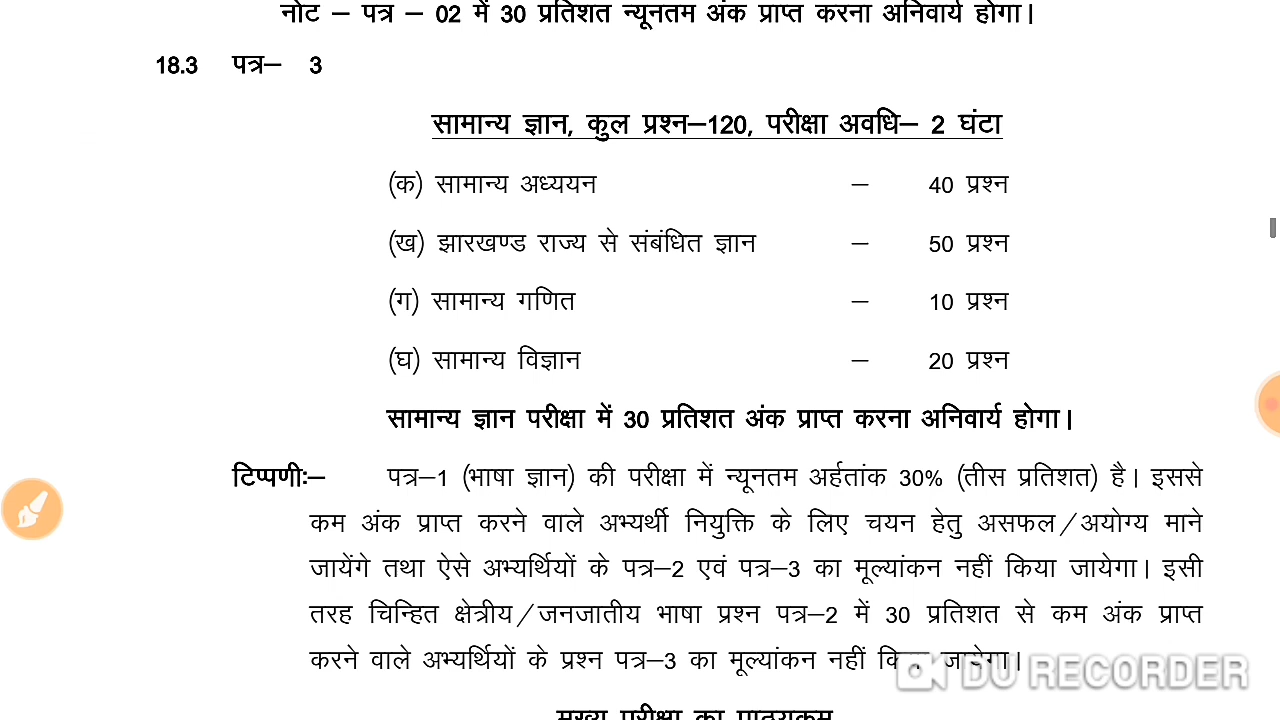 नोट – पत्र – 02 में 30 प्रतिशत न्यूनतम अंक प्राप्त करना अनिवार्य होगा।
18.3 पत्र– 3
सामान्य ज्ञान, कुल प्रश्न–120, परीक्षा अवधि– 2 घंटा
(क) सामान्य अध्ययन – 40 प्रश्न
(ख) झारखण्ड राज्य से संबंधित ज्ञान – 50 प्रश्न
(ग) सामान्य गणित – 10 प्रश्न
(घ) सामान्य विज्ञान – 20 प्रश्न
सामान्य ज्ञान परीक्षा में 30 प्रतिशत अंक प्राप्त करना अनिवार्य होगा।
टिप्पणीः– पत्र–1 (भाषा ज्ञान) की परीक्षा में न्यूनतम अर्हतांक 30% (तीस प्रतिशत) है। इससे
कम अंक प्राप्त करने वाले अभ्यर्थी नियुक्ति के लिए चयन हेतु असफल/अयोग्य माने
जायेंगे तथा ऐसे अभ्यर्थियों के पत्र–2 एवं पत्र–3 का मूल्यांकन नहीं किया जायेगा। इसी
तरह चिन्हित क्षेत्रीय/जनजातीय भाषा प्रश्न पत्र–2 में 30 प्रतिशत से कम अंक प्राप्त
करने वाले अभ्यर्थियों के प्रश्न पत्र–3 का मूल्यांकन नहीं किया जायेगा।
DU RECORDER
मुख्य परीक्षा का पाठ्यक्रम